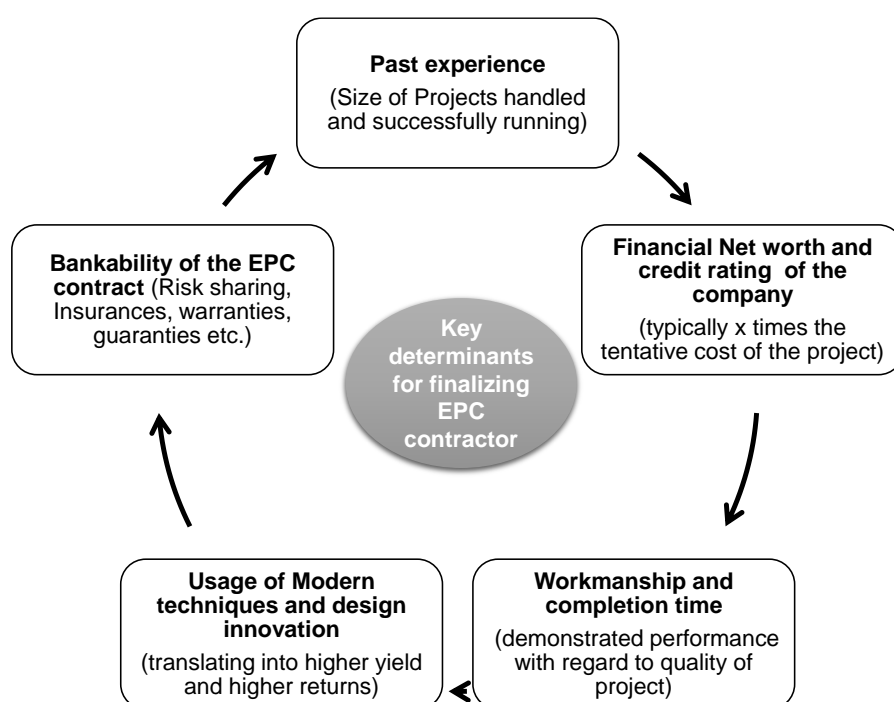 Past experience
(Size of Projects handled
and successfully running)
Financial Net worth and
credit rating of the
company
(typically x times the
tentative cost of the project)
Workmanship and
completion time
(demonstrated performance
with regard to quality of
project)
Usage of Modern
techniques and design
innovation
(translating into higher yield
and higher returns)
Bankability of the EPC
contract (Risk sharing,
Insurances, warranties,
guaranties etc.)
Key
determinants
for finalizing
EPC
contractor